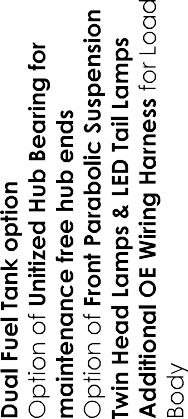 Dual Fuel Tank option
Option of Unitized Hub Bearing for
maintenance free hub ends
Option of Front Parabolic Suspension
Twin Head Lamps & LED Tail Lamps
Additional OE Wiring Harness for Load
Body